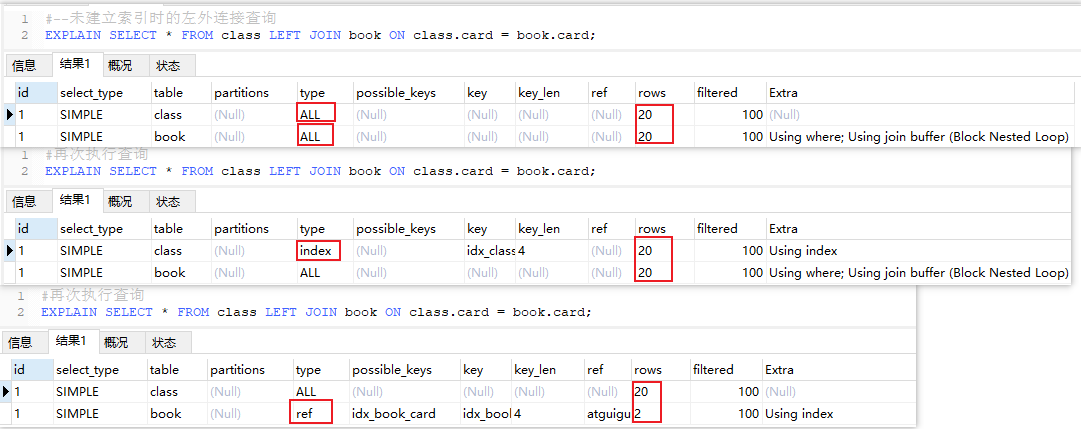 1 #--未建立索引时的左外连接查询
2 EXPLAIN SELECT * FROM class LEFT JOIN book ON class.card = book.card;
信息 结果1 概况 状态
id select_type table partitions type possible_keys key key_len ref rows filtered Extra
1 SIMPLE class (Null) ALL (Null) (Null) (Null) (Null) 20 100 (Null)
1 SIMPLE book (Null) ALL (Null) (Null) (Null) (Null) 20 100 Using where; Using join buffer (Block Nested Loop)
1 #再次执行查询
2 EXPLAIN SELECT * FROM class LEFT JOIN book ON class.card = book.card;
信息 结果1 概况 状态
id select_type table partitions type possible_keys key key_len ref rows filtered Extra
1 SIMPLE class (Null) index (Null) idx_class 4 (Null) 20 100 Using index
1 SIMPLE book (Null) ALL (Null) (Null) (Null) (Null) 20 100 Using where; Using join buffer (Block Nested Loop)
1 #再次执行查询
2 EXPLAIN SELECT * FROM class LEFT JOIN book ON class.card = book.card;
信息 结果1 概况 状态
id select_type table partitions type possible_keys key key_len ref rows filtered Extra
1 SIMPLE class (Null) ALL (Null) (Null) (Null) (Null) 20 100 (Null)
1 SIMPLE book (Null) ref idx_book_card idx_bool 4 atguigu 2 100 Using index